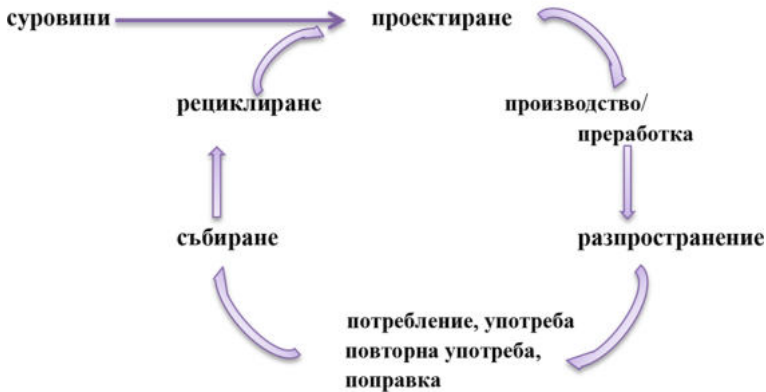 суровини
проектиране
рециклиране
производство/
преработка
събиране
разпространение
потребление, употреба
повторна употреба,
поправка